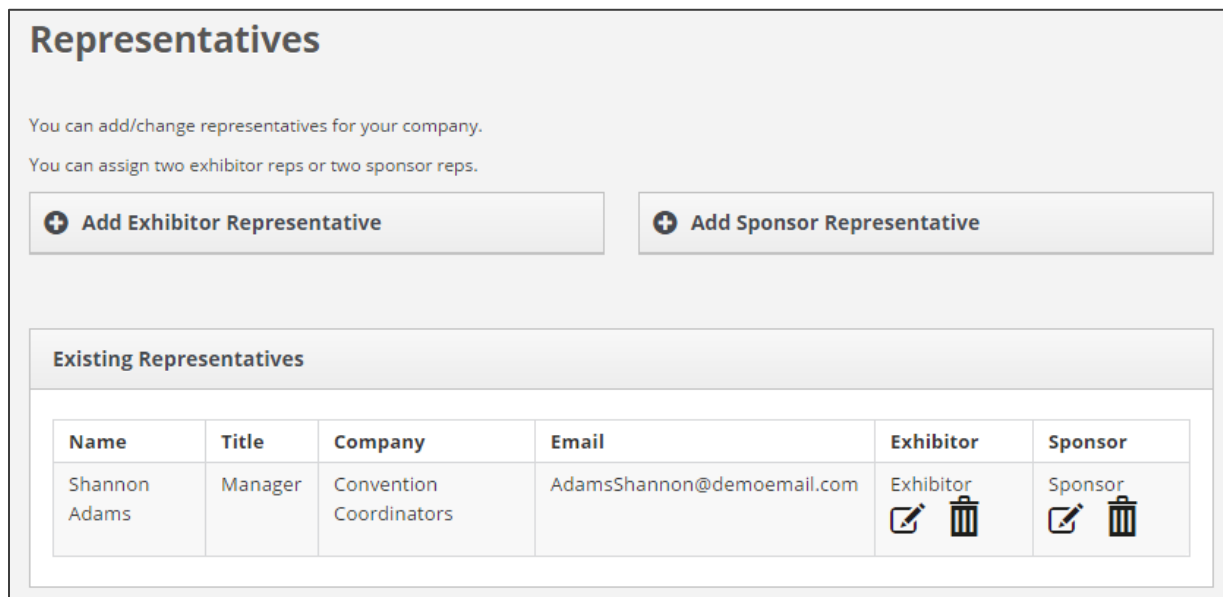 Representatives
You can add/change representatives for your company.
You can assign two exhibitor reps or two sponsor reps.
Add Exhibitor Representative
Add Sponsor Representative
Existing Representatives
Name Title Company Email Exhibitor Sponsor
Shannon Manager Convention AdamsShannon@demoemail.com Exhibitor Sponsor
Adams Coordinators